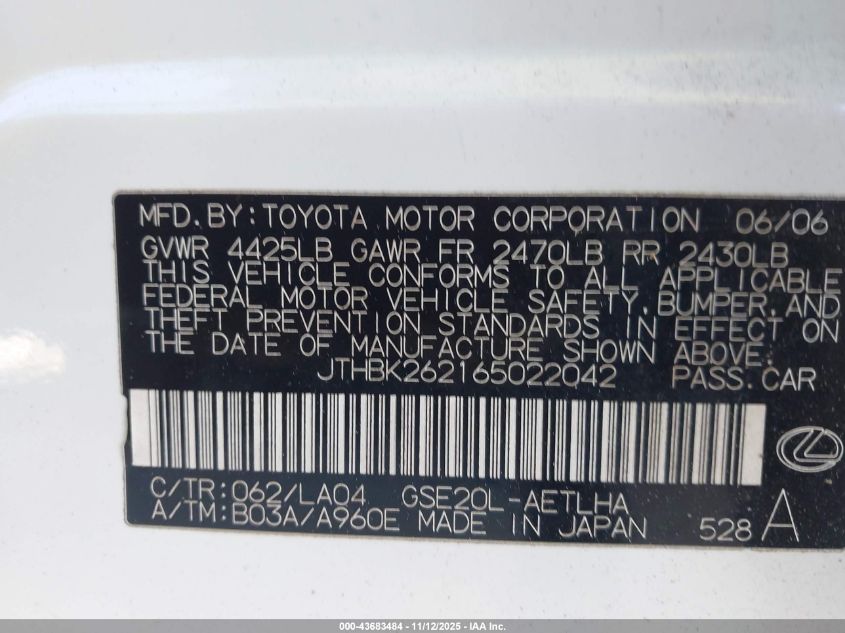 MFD.BY:TOYOTA MOTOR CORPORATION 06/06
GVWR 4425LB GAWR FR 2470LB RR 2430LB
THIS VEHICLE CONFORMS TO ALL APPLICABLE
FEDERAL MOTOR VEHICLE SAFETY,BUMPER,AND
THEFT PREVENTION STANDARDS IN EFFECT ON
THE DATE OF MANUFACTURE SHOWN ABOVE.
JTHBK262165022042 PASS.CAR
C/TR:062/LA04 GSE20L-AETLHA
A/TM:B03A/A960E MADE IN JAPAN 528 A
000-43683484 - 11/12/2025 - IAA Inc.